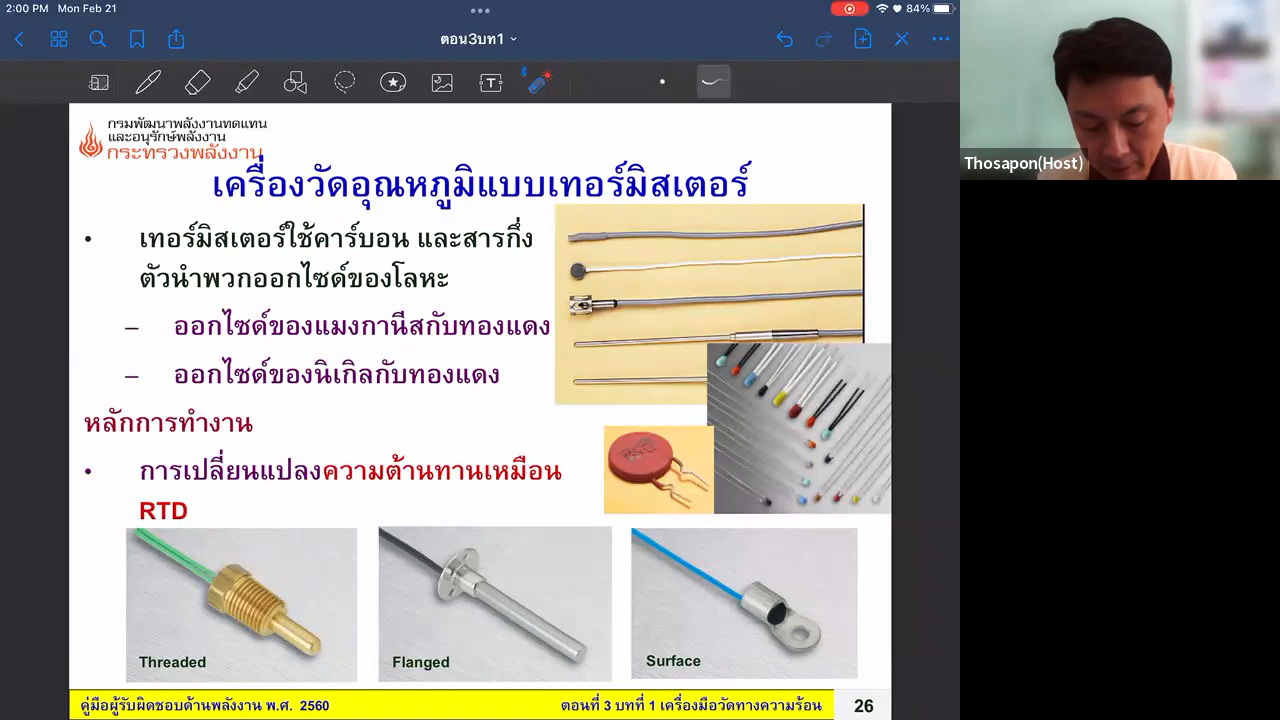 2:00 PM Mon Feb 21
84%
ตอน3บท1
กรมพัฒนาพลังงานทดแทน
และอนุรักษ์พลังงาน
กระทรวงพลังงาน
เครื่องวัดอุณหภูมิแบบเทอร์มิสเตอร์
• เทอร์มิสเตอร์ใช้คาร์บอน และสารกึ่ง
ตัวนำพวกออกไซด์ของโลหะ
– ออกไซด์ของแมงกานีสกับทองแดง
– ออกไซด์ของนิเกิลกับทองแดง
หลักการทำงาน
• การเปลี่ยนแปลงความต้านทานเหมือน
RTD
Threaded
Flanged
Surface
คู่มือผู้รับผิดชอบด้านพลังงาน พ.ศ. 2560
ตอนที่ 3 บทที่ 1 เครื่องมือวัดทางความร้อน
26
Thosapon(Host)